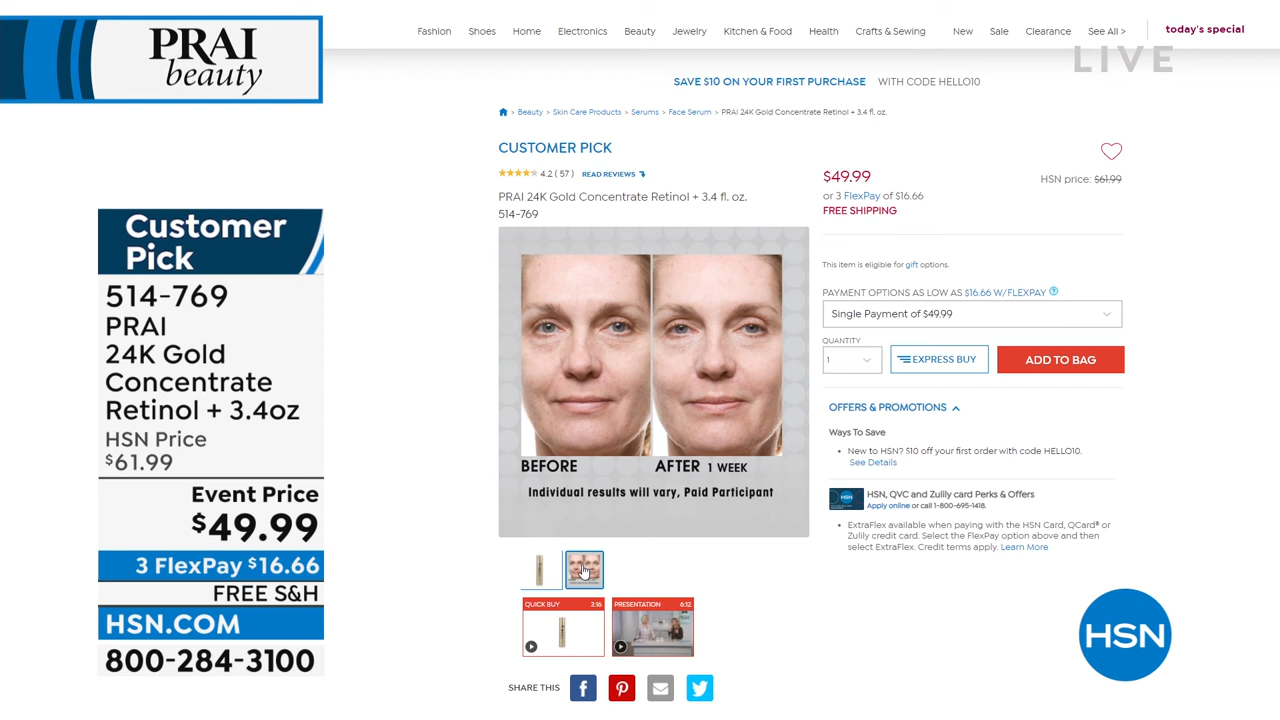 PRAI
beauty
Fashion Shoes Home Electronics Beauty Jewelry Kitchen & Food Health Crafts & Sewing New Sale Clearance See All > today's special
LIVE
SAVE $10 ON YOUR FIRST PURCHASE WITH CODE HELLO10
> Beauty > Skin Care Products > Serums > Face Serum > PRAI 24K Gold Concentrate Retinol + 3.4 fl. oz.
CUSTOMER PICK
4.2 ( 57 ) READ REVIEWS
PRAI 24K Gold Concentrate Retinol + 3.4 fl. oz.
514-769
$49.99
HSN price: $61.99
or 3 FlexPay of $16.66
FREE SHIPPING
This item is eligible for gift options.
PAYMENT OPTIONS AS LOW AS $16.66 W/FLEXPAY ?
Single Payment of $49.99
QUANTITY
1
EXPRESS BUY
ADD TO BAG
OFFERS & PROMOTIONS
Ways To Save
• New to HSN? $10 off your first order with code HELLO10.
See Details
HSN
HSN, QVC and Zulily card Perks & Offers
Apply online or call 1-800-695-1418.
• ExtraFlex available when paying with the HSN Card, QCard® or
Zulily credit card. Select the FlexPay option above and then
select ExtraFlex. Credit terms apply. Learn More
BEFORE AFTER 1 WEEK
Individual results will vary, Paid Participant
QUICK BUY 3:16
PRESENTATION 6:12
SHARE THIS
Customer
Pick
514-769
PRAI
24K Gold
Concentrate
Retinol + 3.4oz
HSN Price
$61.99
Event Price
$49.99
3 FlexPay $16.66
FREE S&H
HSN.COM
800-284-3100
HSN